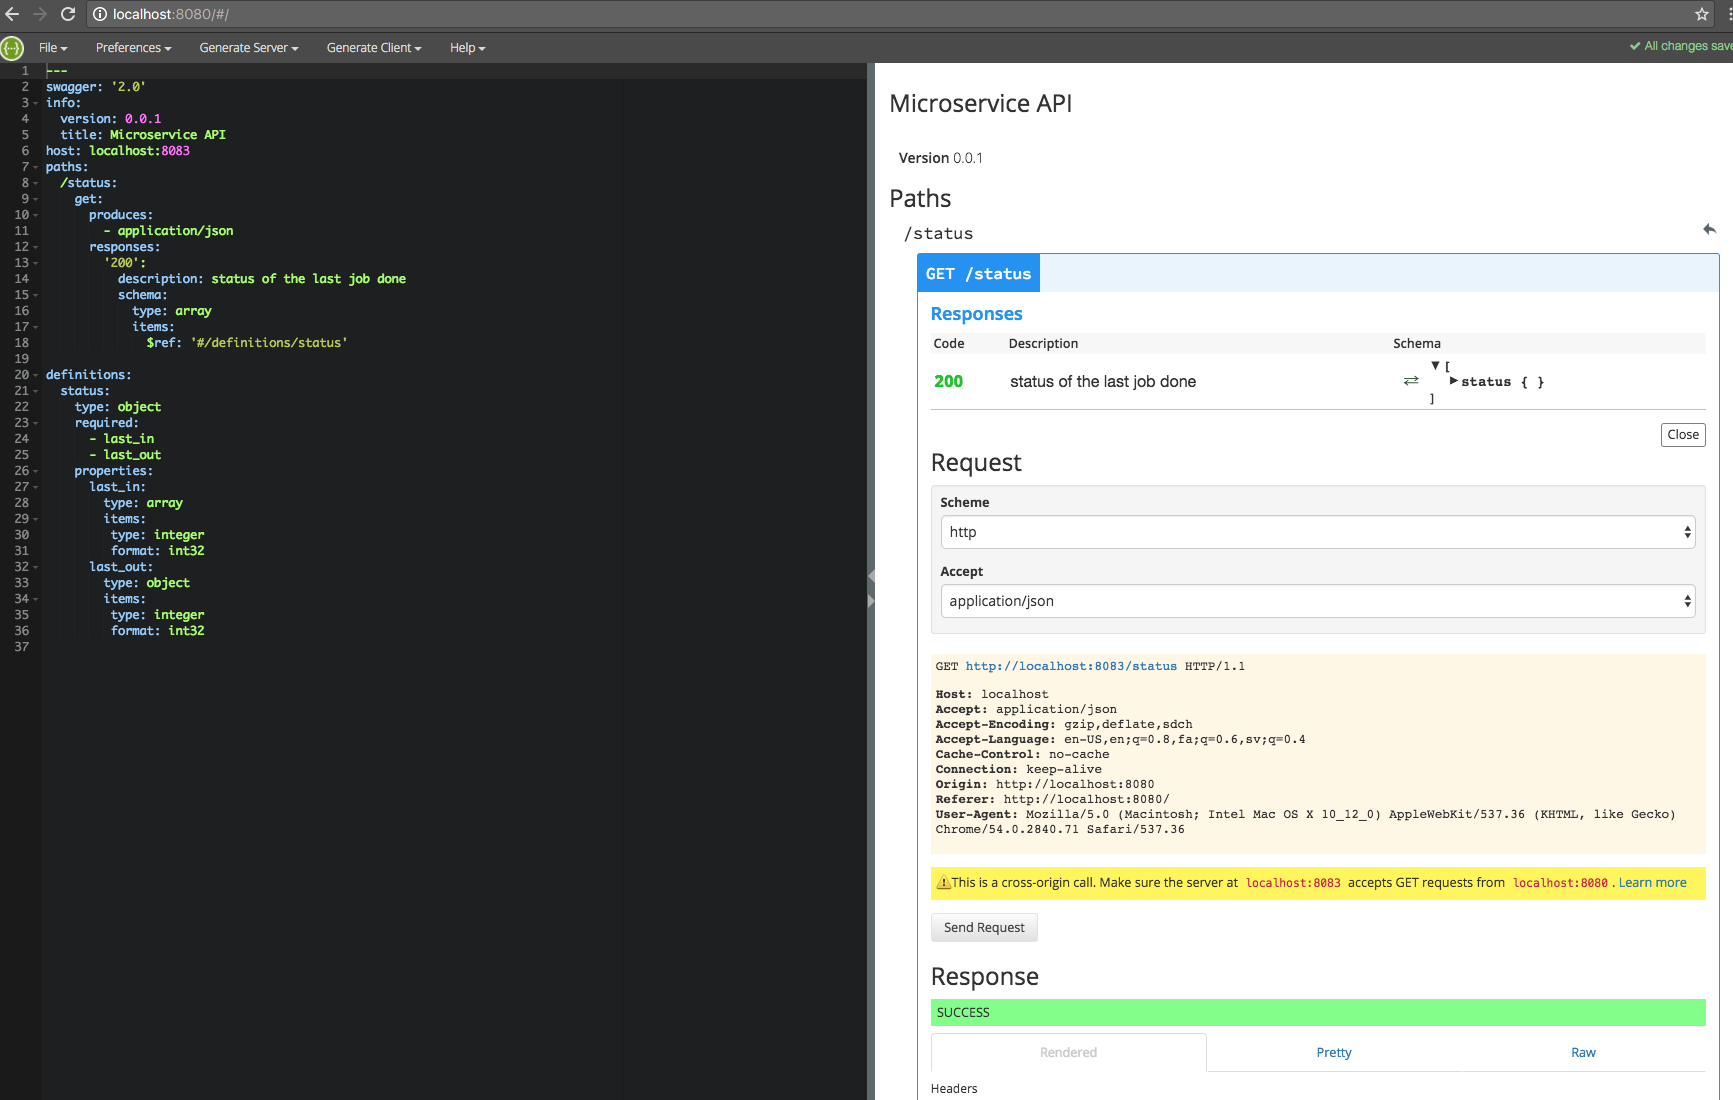 localhost:8080/#/
File Preferences Generate Server Generate Client Help
All changes save
1 ---
2 swagger: '2.0'
3 info:
4 version: 0.0.1
5 title: Microservice API
6 host: localhost:8083
7 paths:
8 /status:
9 get:
10 produces:
11 - application/json
12 responses:
13 '200':
14 description: status of the last job done
15 schema:
16 type: array
17 items:
18 $ref: '#/definitions/status'
19
20 definitions:
21 status:
22 type: object
23 required:
24 - last_in
25 - last_out
26 properties:
27 last_in:
28 type: array
29 items:
30 type: integer
31 format: int32
32 last_out:
33 type: object
34 items:
35 type: integer
36 format: int32
37
Microservice API
Version 0.0.1
Paths
/status
GET /status
Responses
Code Description Schema
200 status of the last job done ⇄ ▼ [
▶ status { }
]
Close
Request
Scheme
http
Accept
application/json
GET http://localhost:8083/status HTTP/1.1
Host: localhost
Accept: application/json
Accept-Encoding: gzip,deflate,sdch
Accept-Language: en-US,en;q=0.8,fa;q=0.6,sv;q=0.4
Cache-Control: no-cache
Connection: keep-alive
Origin: http://localhost:8080
Referer: http://localhost:8080/
User-Agent: Mozilla/5.0 (Macintosh; Intel Mac OS X 10_12_0) AppleWebKit/537.36 (KHTML, like Gecko)
Chrome/54.0.2840.71 Safari/537.36
This is a cross-origin call. Make sure the server at localhost:8083 accepts GET requests from localhost:8080 . Learn more
Send Request
Response
SUCCESS
Rendered Pretty Raw
Headers